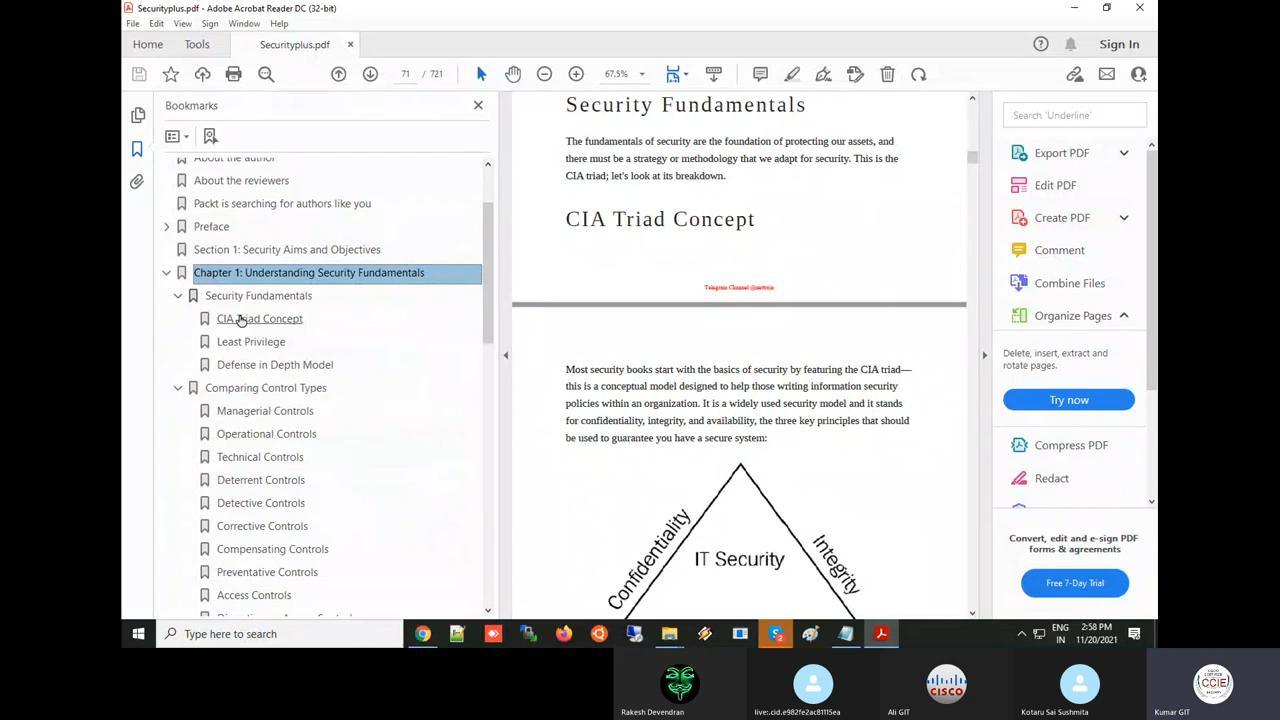 Securityplus.pdf - Adobe Acrobat Reader DC (32-bit)
File Edit View Sign Window Help
Home Tools Securityplus.pdf × Sign In
71 / 721 67.5%
Bookmarks
About the author
About the reviewers
Packt is searching for authors like you
Preface
Section 1: Security Aims and Objectives
Chapter 1: Understanding Security Fundamentals
Security Fundamentals
CIA Triad Concept
Least Privilege
Defense in Depth Model
Comparing Control Types
Managerial Controls
Operational Controls
Technical Controls
Deterrent Controls
Detective Controls
Corrective Controls
Compensating Controls
Preventative Controls
Access Controls
Security Fundamentals
The fundamentals of security are the foundation of protecting our assets, and
there must be a strategy or methodology that we adapt for security. This is the
CIA triad; let's look at its breakdown.
CIA Triad Concept
Telegram Channel
Most security books start with the basics of security by featuring the CIA triad—
this is a conceptual model designed to help those writing information security
policies within an organization. It is a widely used security model and it stands
for confidentiality, integrity, and availability, the three key principles that should
be used to guarantee you have a secure system:
Confidentiality
IT Security
Integrity
Search 'Underline'
Export PDF
Edit PDF
Create PDF
Comment
Combine Files
Organize Pages
Delete, insert, extract and
rotate pages.
Try now
Compress PDF
Redact
Convert, edit and e-sign PDF
forms & agreements
Free 7-Day Trial
Type here to search
ENG
IN
2:58 PM
11/20/2021
Rakesh Devendran
live:.cid.e982fe2ac81115ea
CISCO
Ali GIT
Kotaru Sai Sushmita
CCIE
Kumar GIT